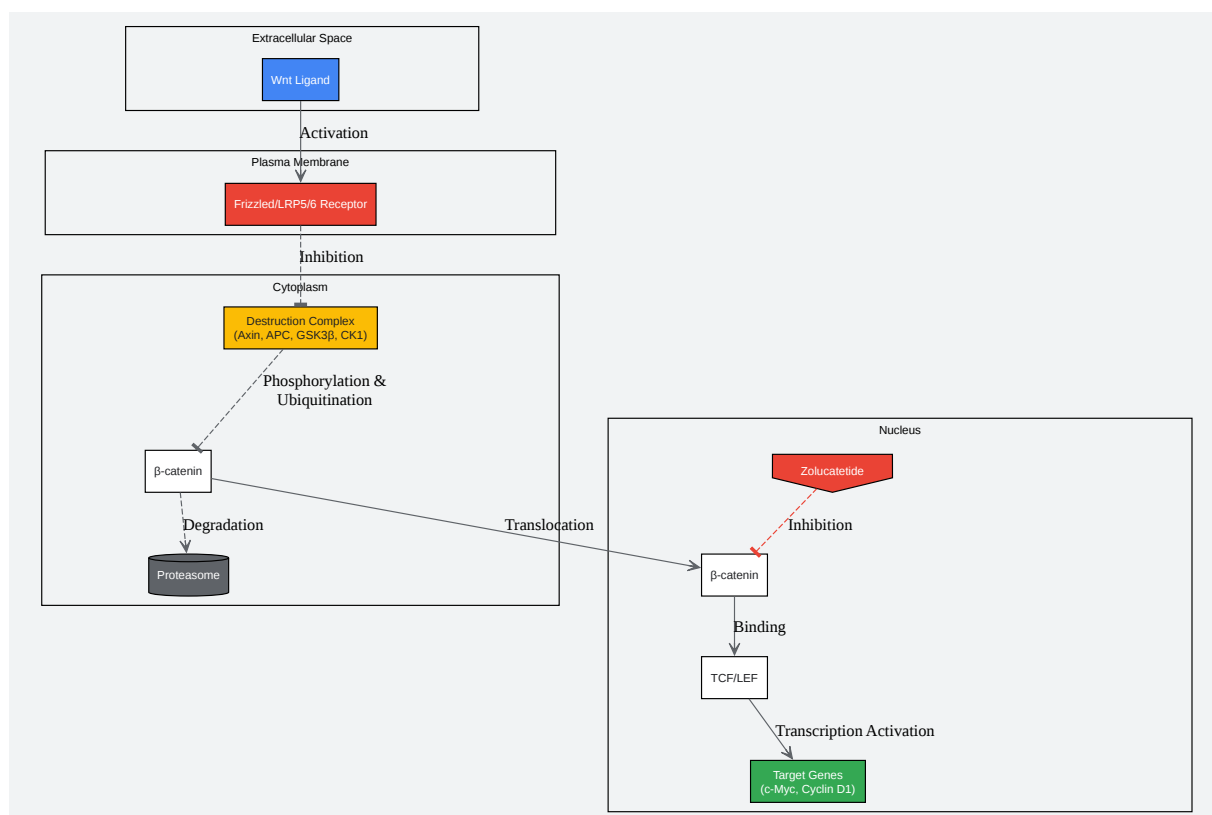 Extracellular Space
Wnt Ligand
Activation
Plasma Membrane
Frizzled/LRP5/6 Receptor
Inhibition
Cytoplasm
Destruction Complex
(Axin, APC, GSK3β, CK1)
Phosphorylation &
Ubiquitination
β-catenin
Degradation
Proteasome
Translocation
Nucleus
Zolucatetide
Inhibition
β-catenin
Binding
TCF/LEF
Transcription Activation
Target Genes
(c-Myc, Cyclin D1)